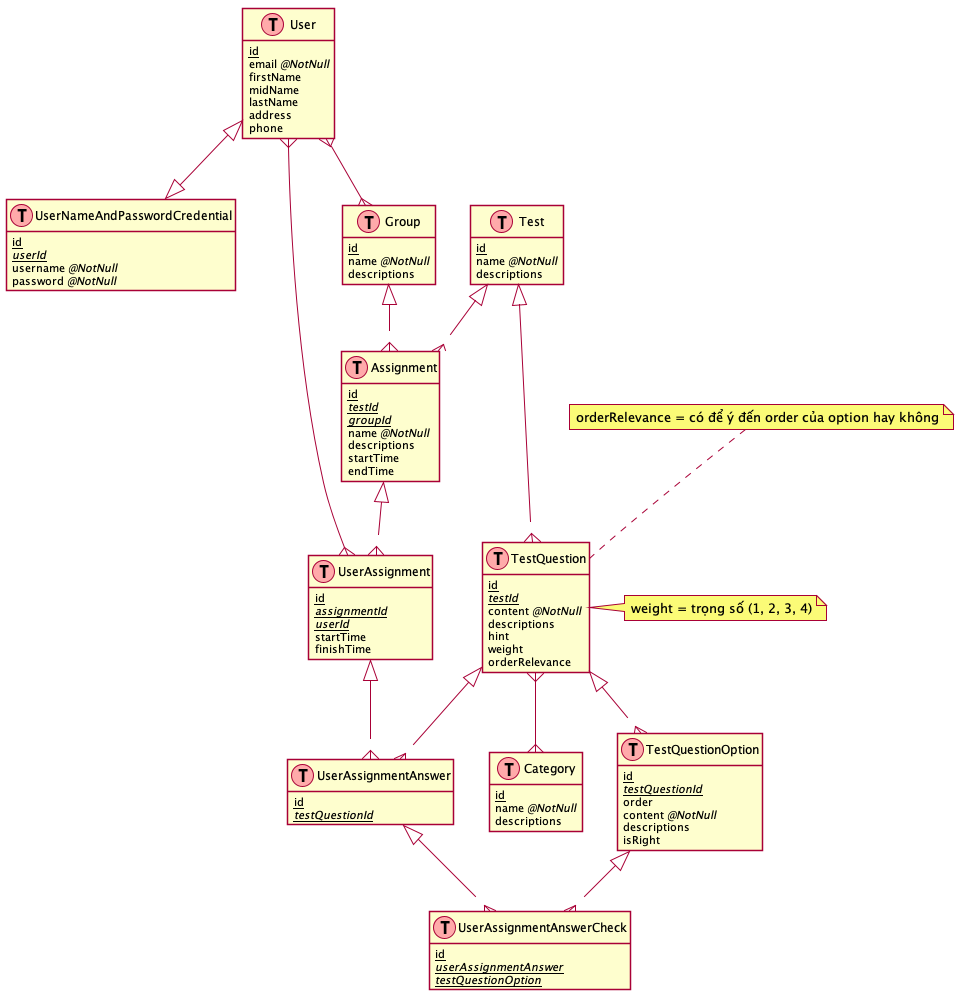 T User
id
email @NotNull
firstName
midName
lastName
address
phone
T UserNameAndPasswordCredential
id
userId
username @NotNull
password @NotNull
T Group
id
name @NotNull
descriptions
T Test
id
name @NotNull
descriptions
T Assignment
id
testId
groupId
name @NotNull
descriptions
startTime
endTime
orderRelevance = có để ý đến order của option hay không
T UserAssignment
id
assignmentId
userId
startTime
finishTime
T TestQuestion
id
testId
content @NotNull
descriptions
hint
weight
orderRelevance
weight = trọng số (1, 2, 3, 4)
T UserAssignmentAnswer
id
testQuestionId
T Category
id
name @NotNull
descriptions
T TestQuestionOption
id
testQuestionId
order
content @NotNull
descriptions
isRight
T UserAssignmentAnswerCheck
id
userAssignmentAnswer
testQuestionOption